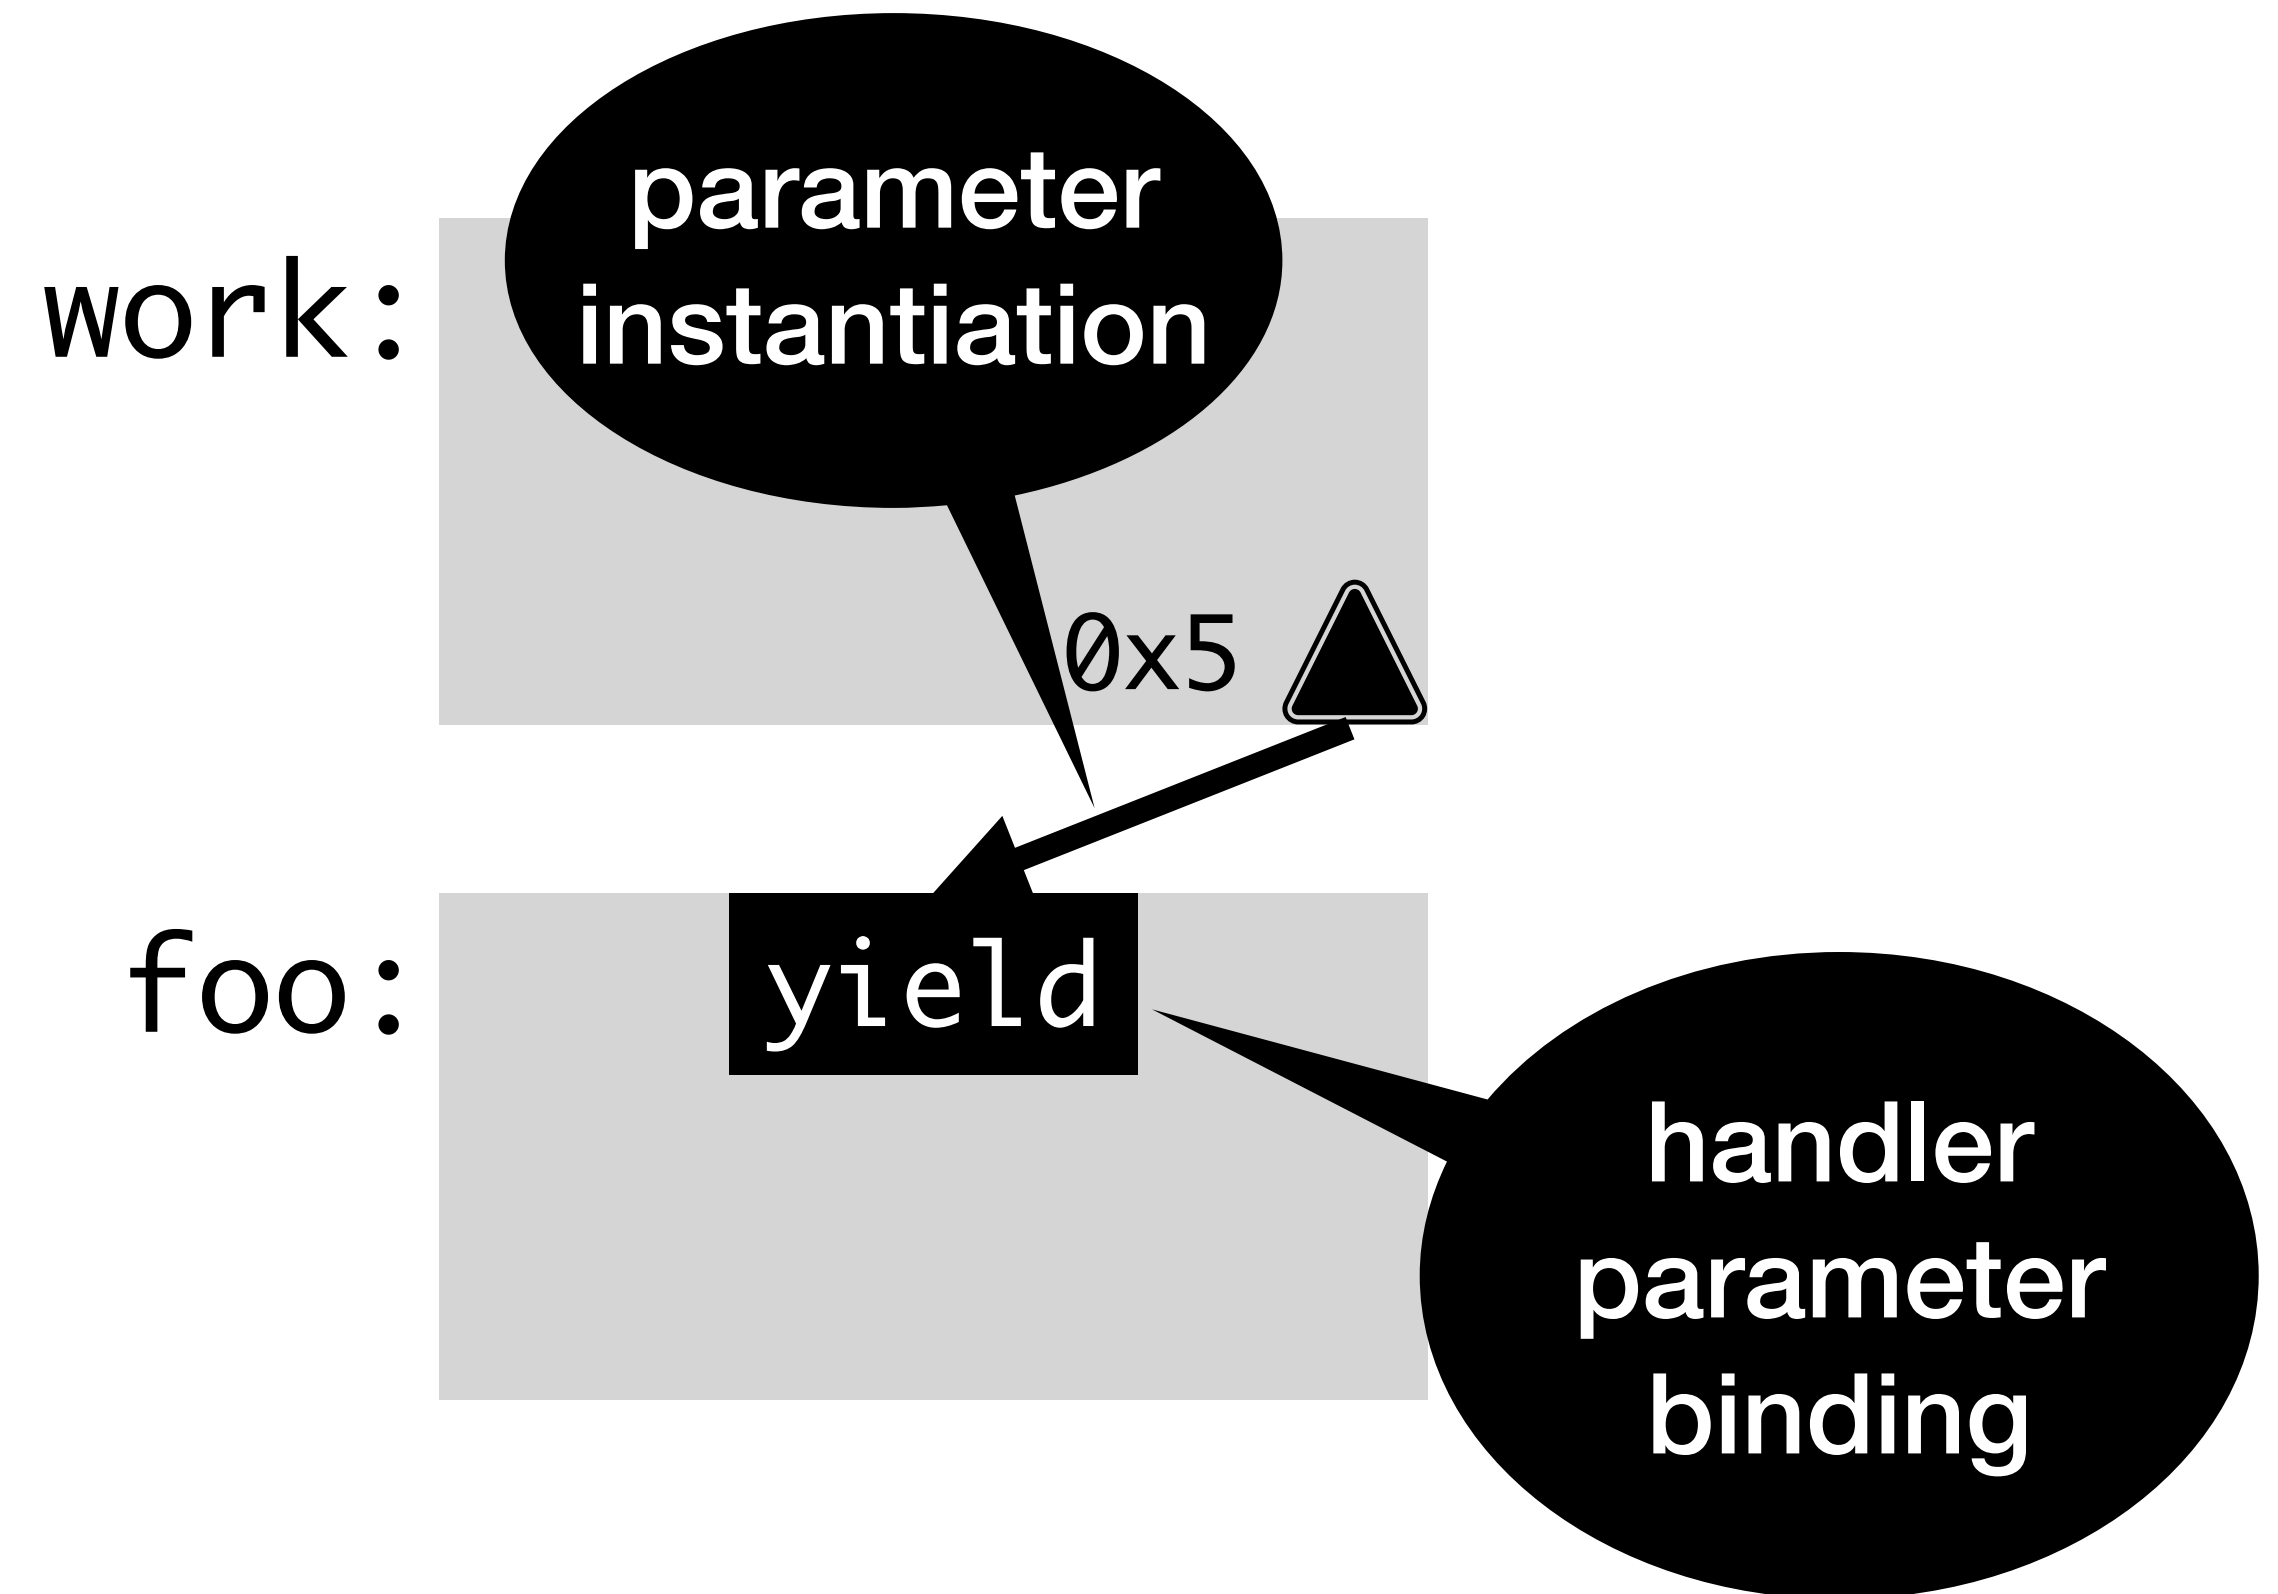 parameter
instantiation
work:
0x5
foo:
yield
handler
parameter
binding